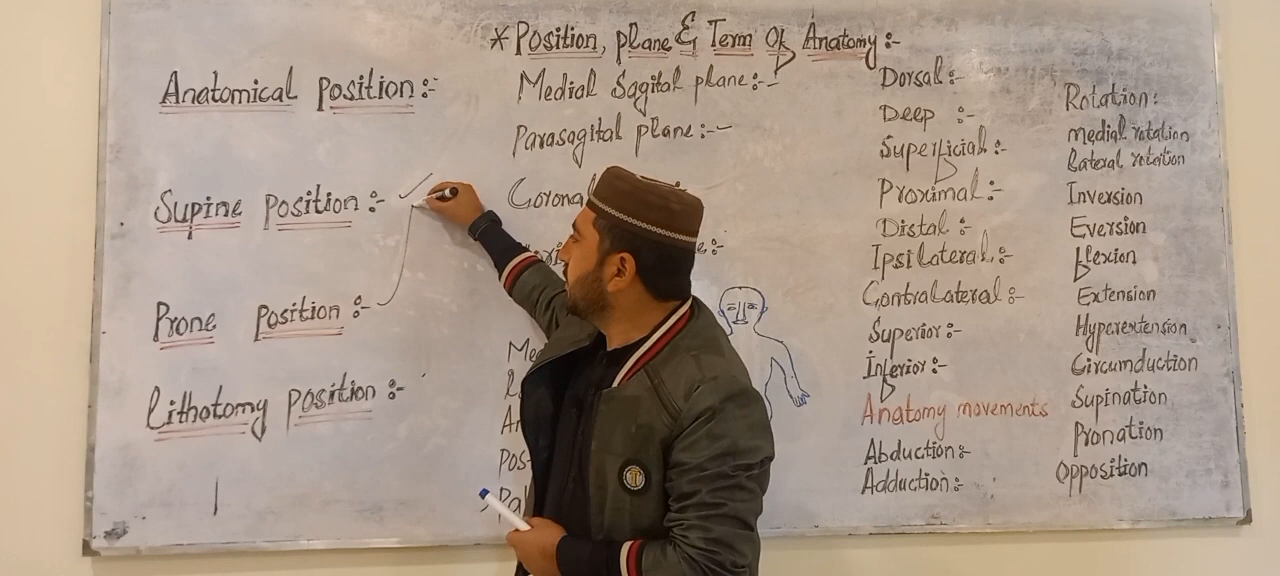 * Position, plane & Term Of Anatomy:-
Anatomical position:-
Supine position:-
Prone position:-
Lithotomy position:-
Medial Sagital plane:-
Parasagital plane:-
Dorsal:-
Deep :-
Superficial:-
Proximal:-
Distal:-
Ipsilateral:-
Contralateral:-
Superior:-
Inferior:-
Anatomy movements
Abduction:-
Adduction:-
Rotation:
Medial rotation
Lateral rotation
Inversion
Eversion
flexion
Extension
Hyperextension
Circumduction
Supination
Pronation
Opposition